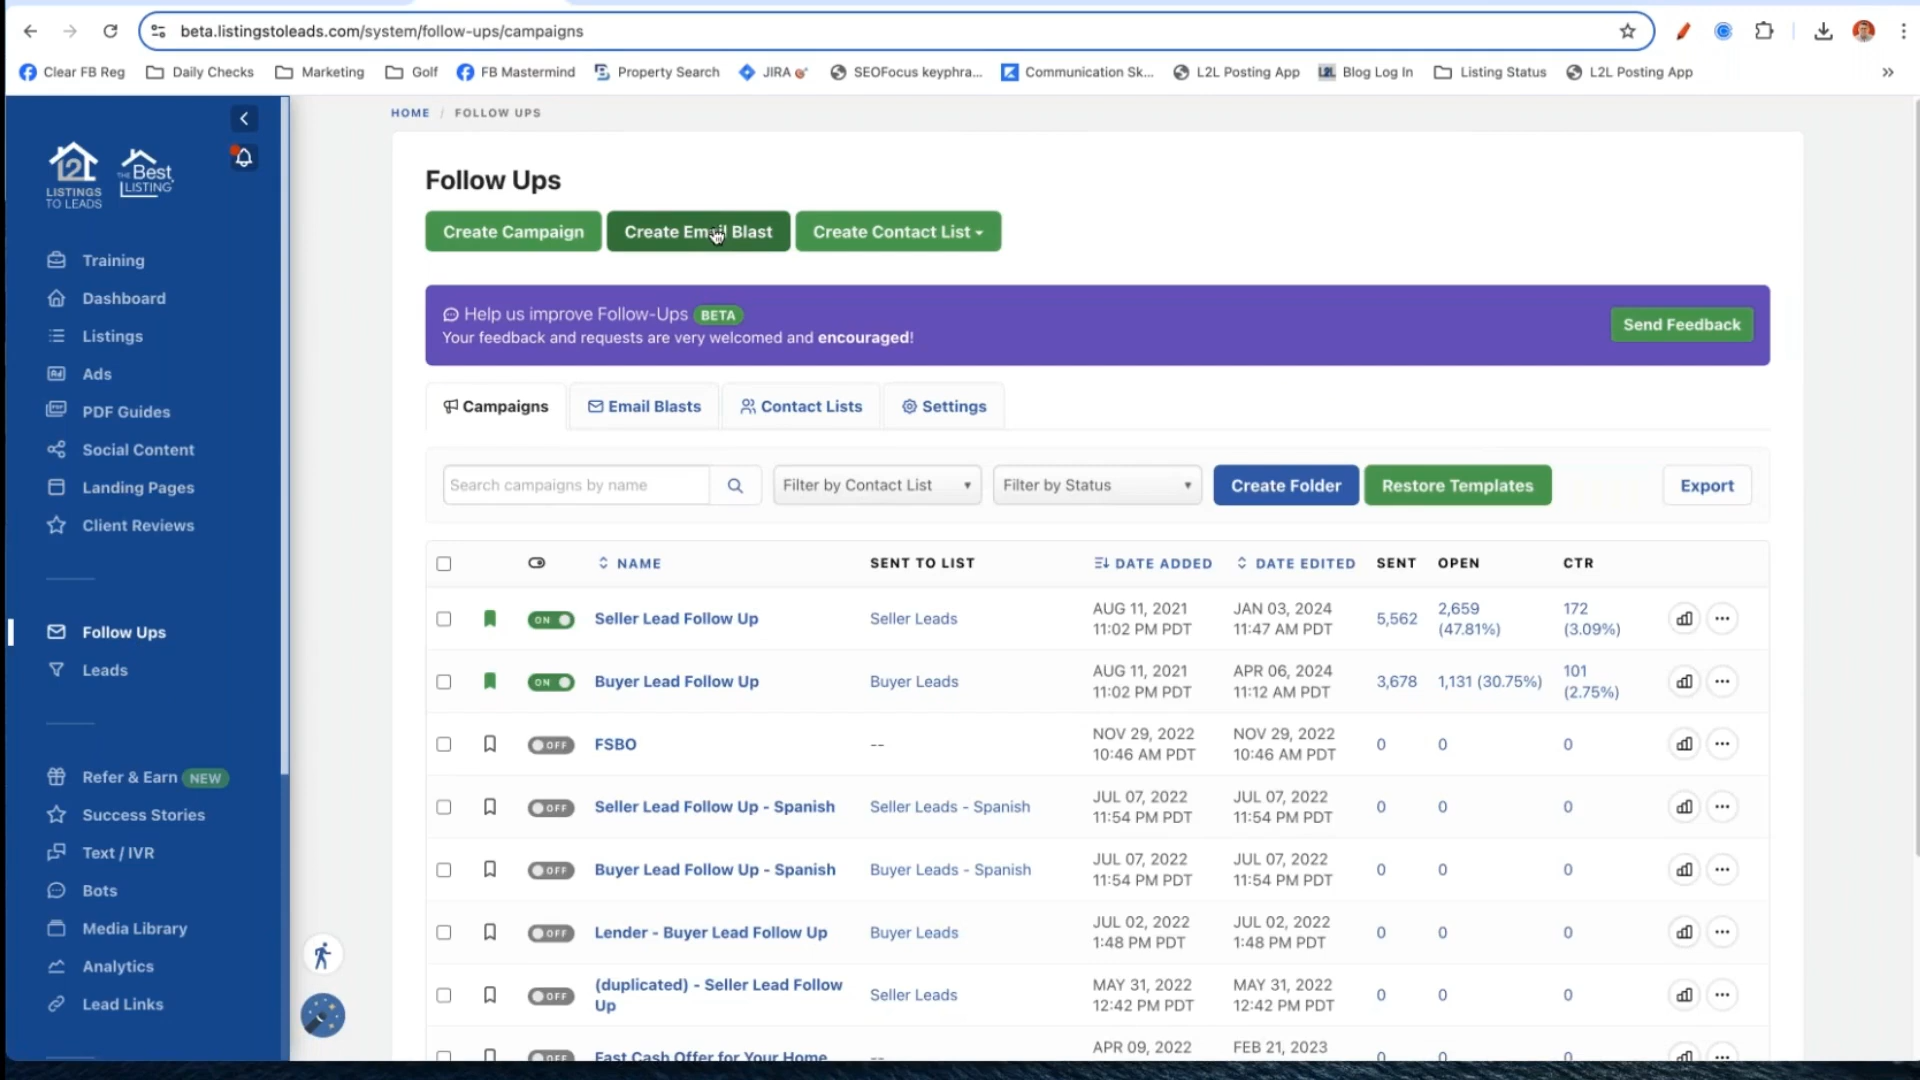 beta.listingstoleads.com/system/follow-ups/campaigns
Clear FB Reg Daily Checks Marketing Golf FB Mastermind Property Search JIRA SEOFocus keyphra... Communication Sk... L2L Posting App Blog Log In Listing Status L2L Posting App »
L2L
LISTINGS
TO LEADS
THE Best
LISTING
Training
Dashboard
Listings
Ads
PDF Guides
Social Content
Landing Pages
Client Reviews
Follow Ups
Leads
Refer & Earn NEW
Success Stories
Text / IVR
Bots
Media Library
Analytics
Lead Links
HOME / FOLLOW UPS
Follow Ups
Create Campaign Create Email Blast Create Contact List
Help us improve Follow-Ups BETA
Your feedback and requests are very welcomed and encouraged!
Send Feedback
Campaigns Email Blasts Contact Lists Settings
Search campaigns by name Filter by Contact List Filter by Status Create Folder Restore Templates Export
NAME SENT TO LIST DATE ADDED DATE EDITED SENT OPEN CTR
ON Seller Lead Follow Up Seller Leads AUG 11, 2021 11:02 PM PDT JAN 03, 2024 11:47 AM PDT 5,562 2,659 (47.81%) 172 (3.09%)
ON Buyer Lead Follow Up Buyer Leads AUG 11, 2021 11:02 PM PDT APR 06, 2024 11:12 AM PDT 3,678 1,131 (30.75%) 101 (2.75%)
OFF FSBO -- NOV 29, 2022 10:46 AM PDT NOV 29, 2022 10:46 AM PDT 0 0 0
OFF Seller Lead Follow Up - Spanish Seller Leads - Spanish JUL 07, 2022 11:54 PM PDT JUL 07, 2022 11:54 PM PDT 0 0 0
OFF Buyer Lead Follow Up - Spanish Buyer Leads - Spanish JUL 07, 2022 11:54 PM PDT JUL 07, 2022 11:54 PM PDT 0 0 0
OFF Lender - Buyer Lead Follow Up Buyer Leads JUL 02, 2022 1:48 PM PDT JUL 02, 2022 1:48 PM PDT 0 0 0
OFF (duplicated) - Seller Lead Follow Up Seller Leads MAY 31, 2022 12:42 PM PDT MAY 31, 2022 12:42 PM PDT 0 0 0
OFF Fast Cash Offer for Your Home -- APR 09, 2022 FEB 21, 2023 0 0 0